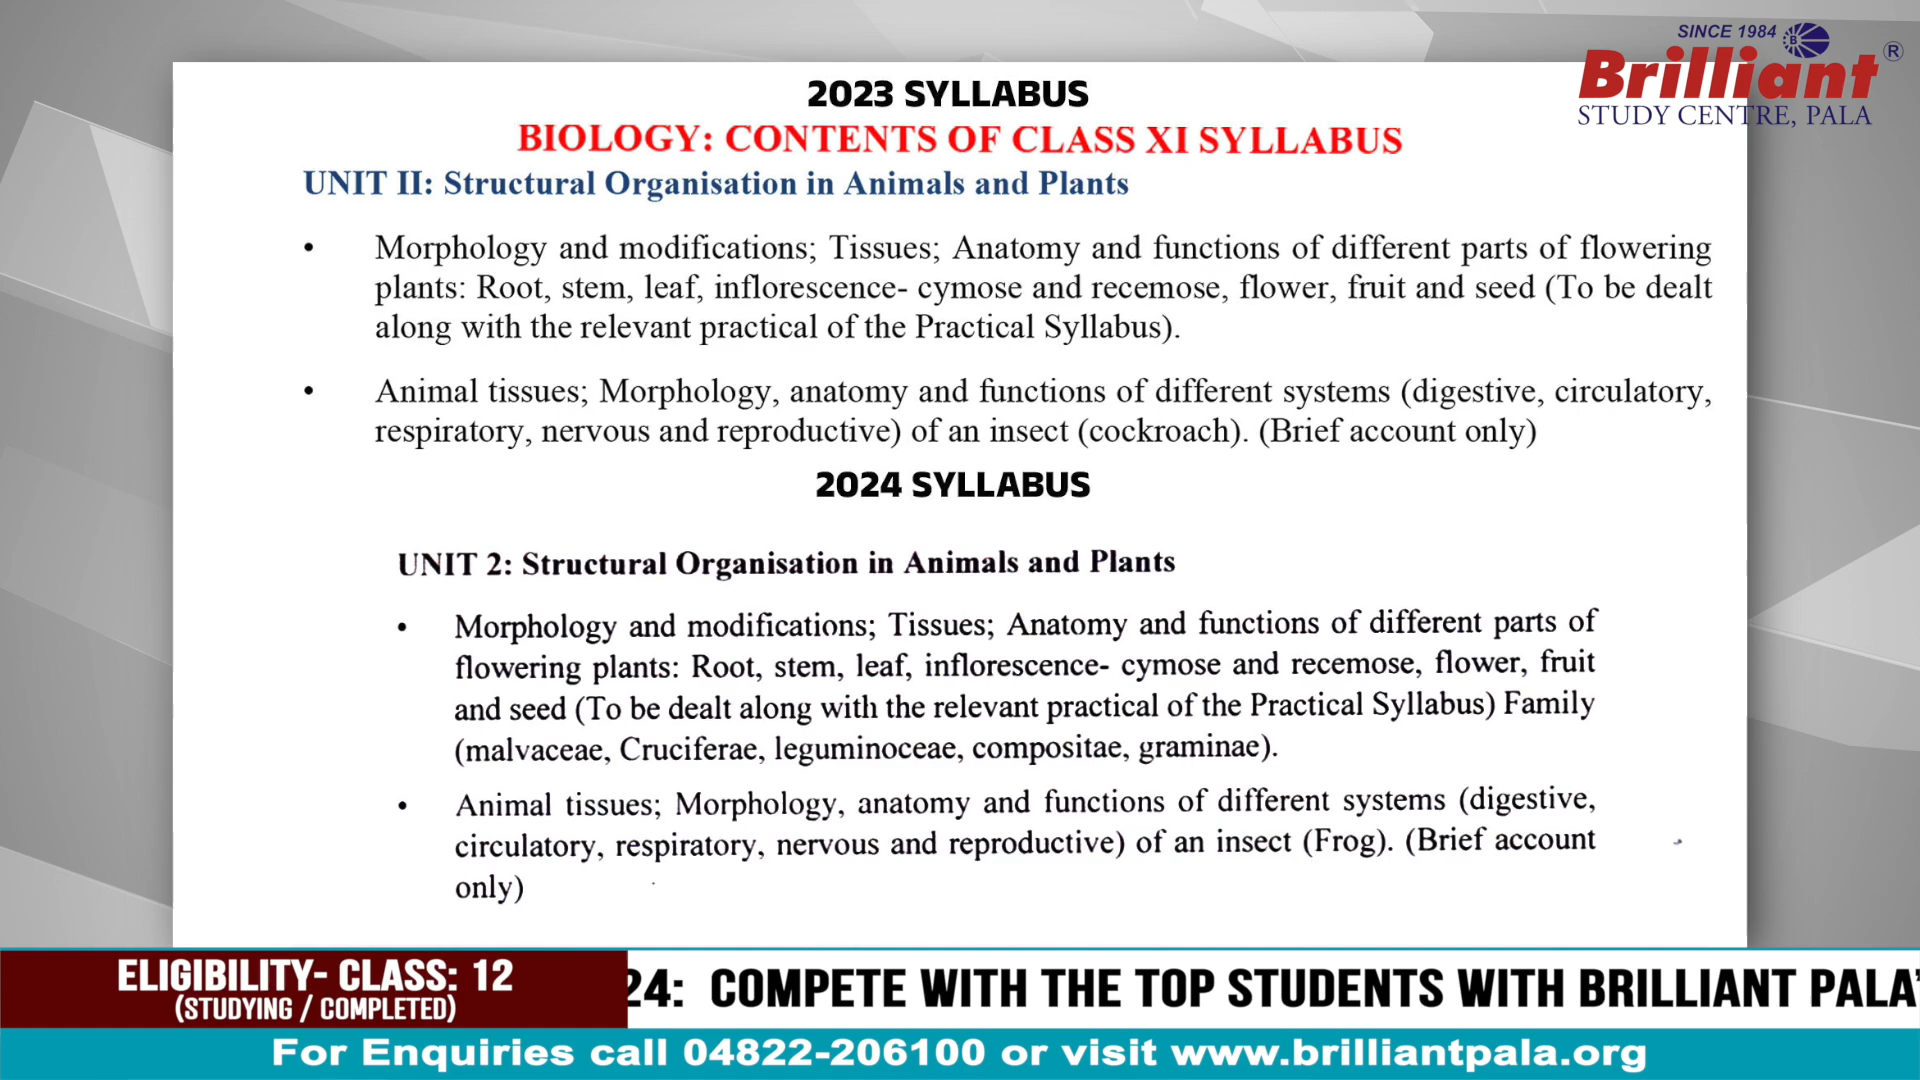 SINCE 1984
Brilliant ®
STUDY CENTRE, PALA
2023 SYLLABUS
BIOLOGY: CONTENTS OF CLASS XI SYLLABUS
UNIT II: Structural Organisation in Animals and Plants
• Morphology and modifications; Tissues; Anatomy and functions of different parts of flowering
plants: Root, stem, leaf, inflorescence- cymose and recemose, flower, fruit and seed (To be dealt
along with the relevant practical of the Practical Syllabus).
• Animal tissues; Morphology, anatomy and functions of different systems (digestive, circulatory,
respiratory, nervous and reproductive) of an insect (cockroach). (Brief account only)
2024 SYLLABUS
UNIT 2: Structural Organisation in Animals and Plants
• Morphology and modifications; Tissues; Anatomy and functions of different parts of
flowering plants: Root, stem, leaf, inflorescence- cymose and recemose, flower, fruit
and seed (To be dealt along with the relevant practical of the Practical Syllabus) Family
(malvaceae, Cruciferae, leguminoceae, compositae, graminae).
• Animal tissues; Morphology, anatomy and functions of different systems (digestive,
circulatory, respiratory, nervous and reproductive) of an insect (Frog). (Brief account
only)
ELIGIBILITY- CLASS: 12
(STUDYING / COMPLETED)
24: COMPETE WITH THE TOP STUDENTS WITH BRILLIANT PALA'
For Enquiries call 04822-206100 or visit www.brilliantpala.org